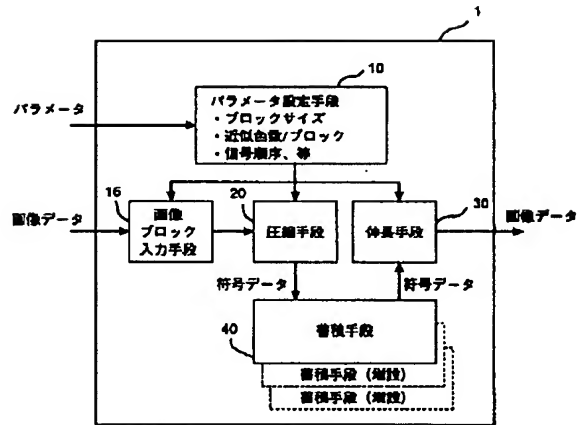 1
10
パラメータ
パラメータ設定手段
・ブロックサイズ
・近似色数/ブロック
・信号順序、等
16
20
30
画像データ
画像
ブロック
入力手段
圧縮手段
伸長手段
画像データ
符号データ
符号データ
40
蓄積手段
蓄積手段（増設）
蓄積手段（増設）